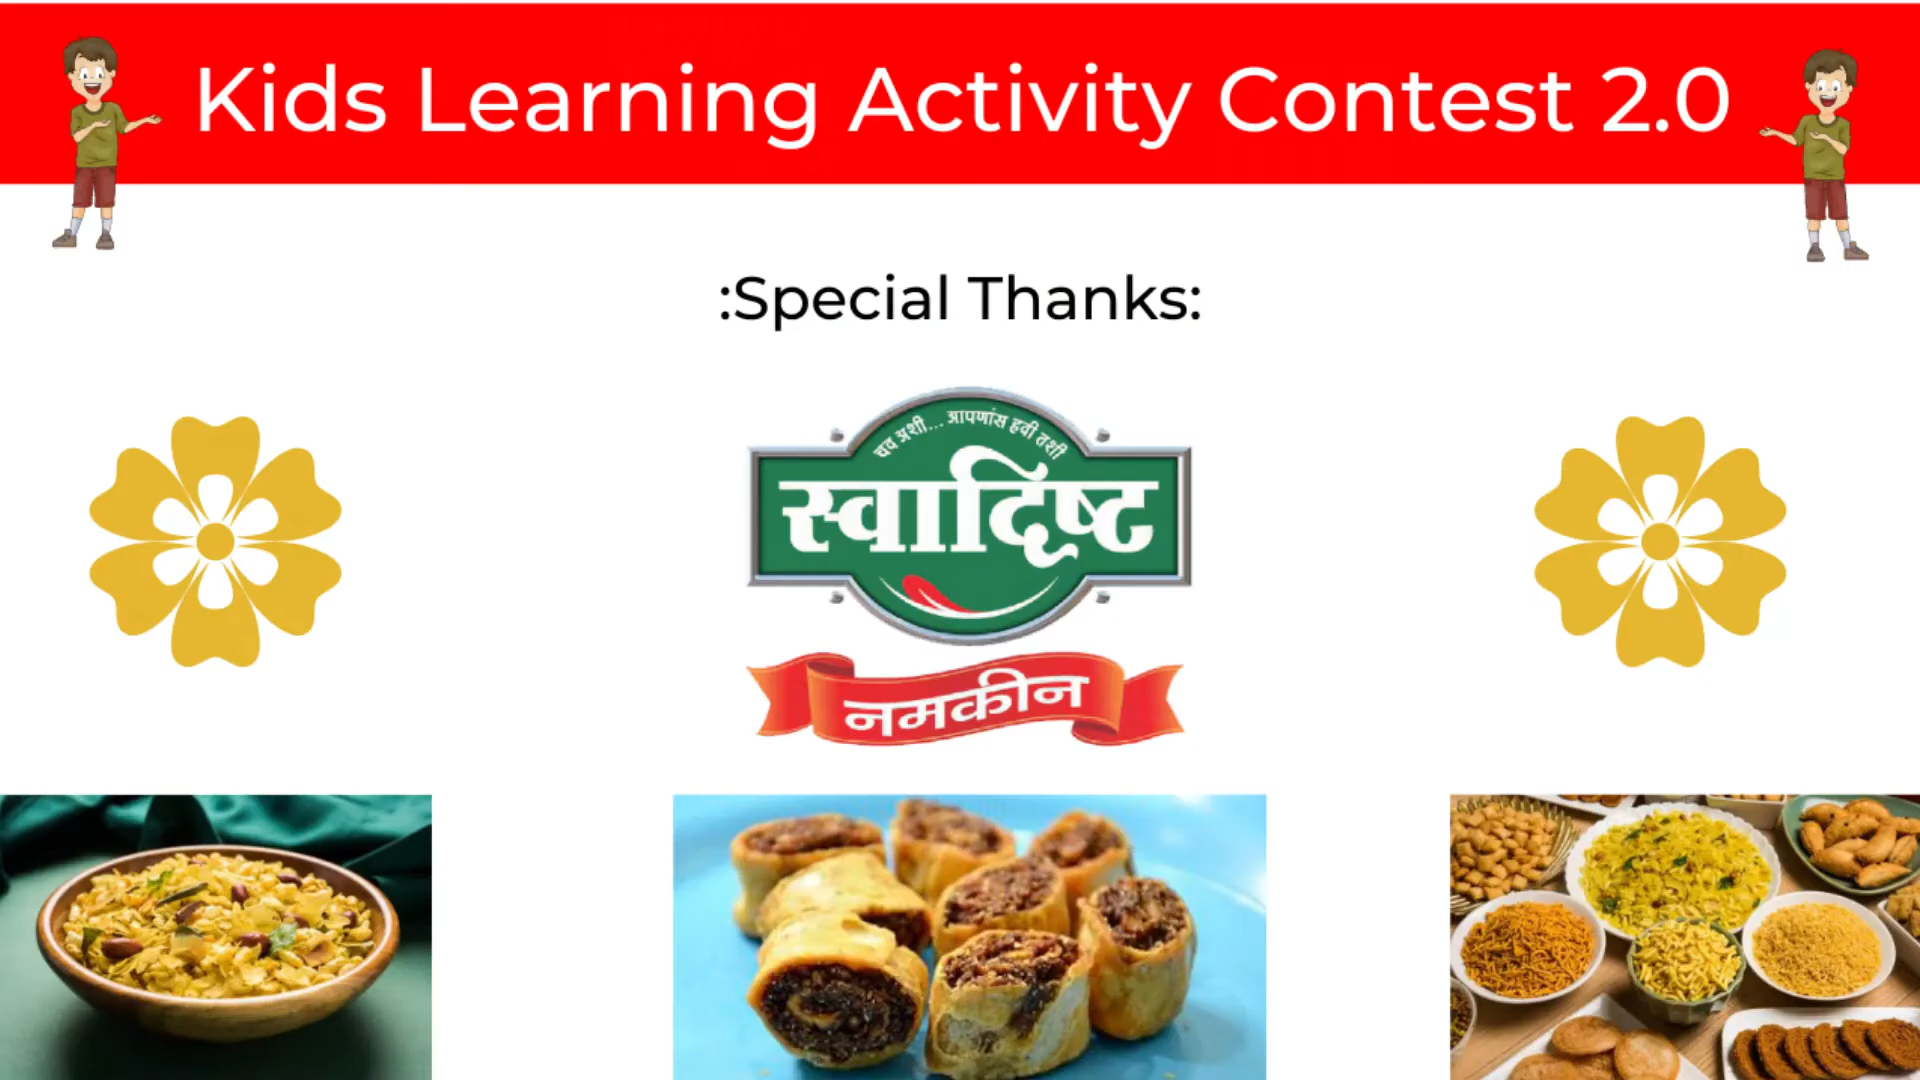 Kids Learning Activity Contest 2.0
:Special Thanks:
चव अशी... आपणांस हवी तशी
स्वादिष्ट
नमकीन